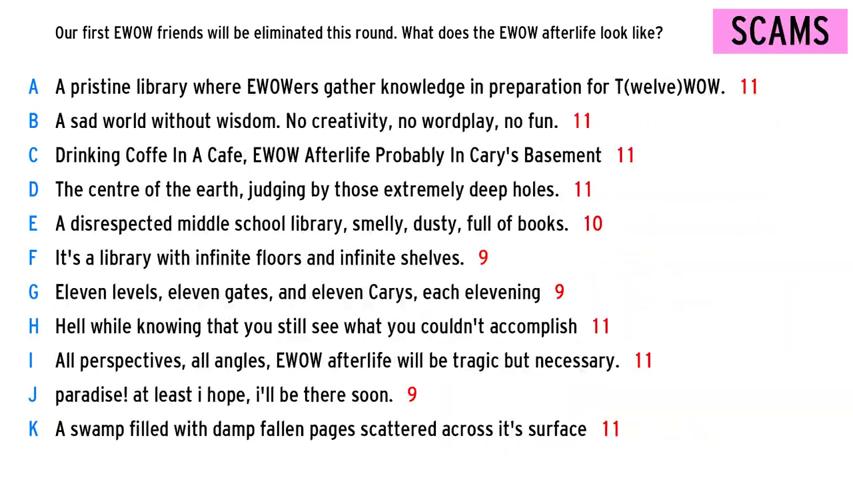 Our first EWOW friends will be eliminated this round. What does the EWOW afterlife look like?
SCAMS
A A pristine library where EWOWers gather knowledge in preparation for T(welve)WOW. 11
B A sad world without wisdom. No creativity, no wordplay, no fun. 11
C Drinking Coffe In A Cafe, EWOW Afterlife Probably In Cary's Basement 11
D The centre of the earth, judging by those extremely deep holes. 11
E A disrespected middle school library, smelly, dusty, full of books. 10
F It's a library with infinite floors and infinite shelves. 9
G Eleven levels, eleven gates, and eleven Carys, each elevening 9
H Hell while knowing that you still see what you couldn't accomplish 11
I All perspectives, all angles, EWOW afterlife will be tragic but necessary. 11
J paradise! at least i hope, i'll be there soon. 9
K A swamp filled with damp fallen pages scattered across it's surface 11